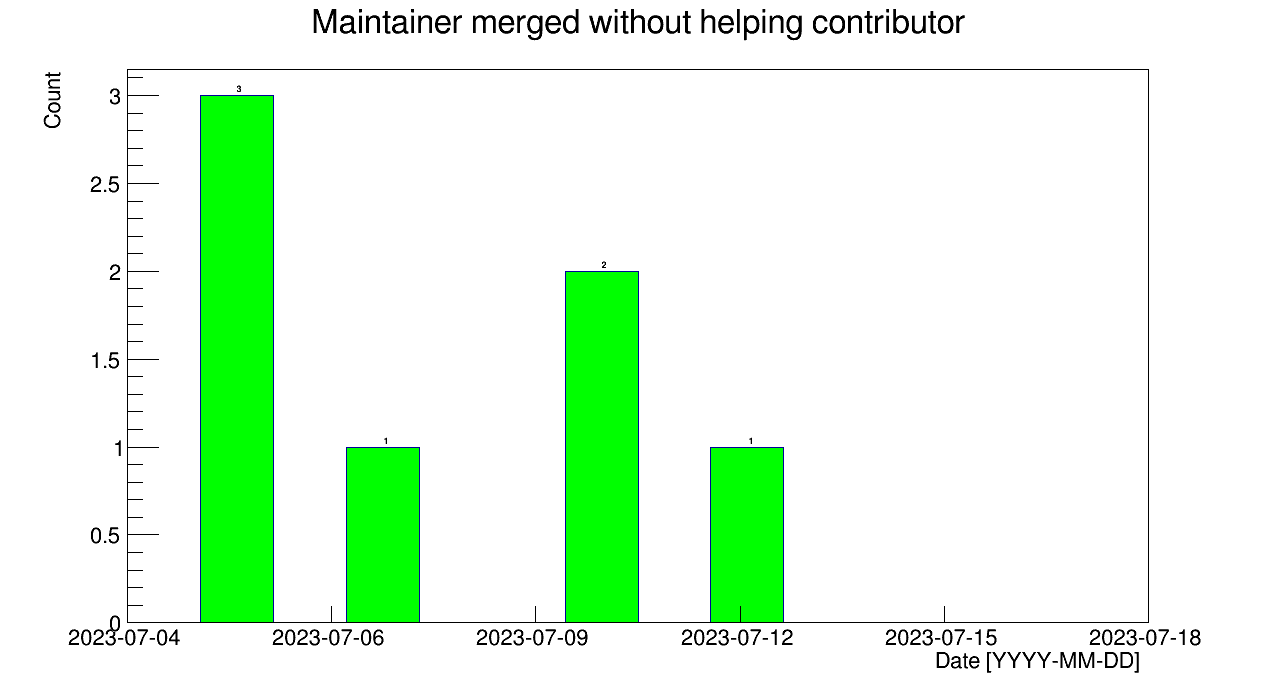 Maintainer merged without helping contributor
Count
3
2.5
2
1.5
1
0.5
0
3
1
2
1
2023-07-04 2023-07-06 2023-07-09 2023-07-12 2023-07-15 2023-07-18
Date [YYYY-MM-DD]